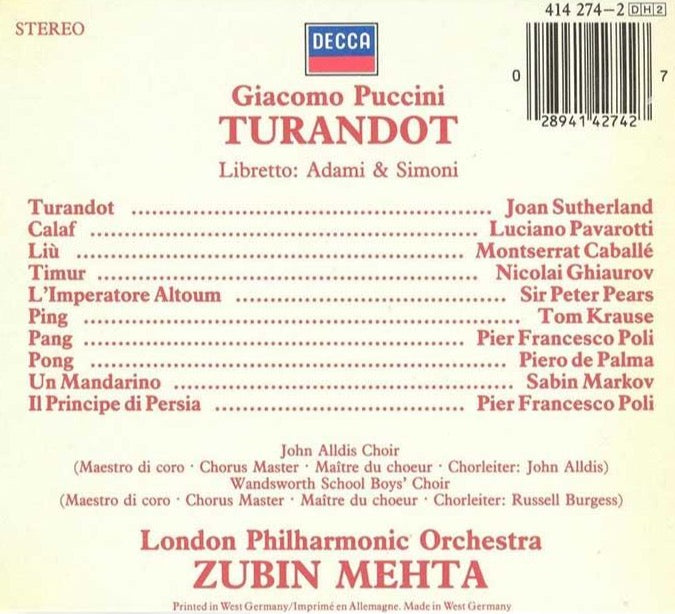 STEREO
414 274-2 DH2
DECCA
0 28941 42742 7
Giacomo Puccini
TURANDOT
Libretto: Adami & Simoni
Turandot ................................................ Joan Sutherland
Calaf .................................................... Luciano Pavarotti
Liù .................................................... Montserrat Caballé
Timur ................................................... Nicolai Ghiaurov
L'Imperatore Altoum .................................... Sir Peter Pears
Ping .......................................................... Tom Krause
Pang .................................................. Pier Francesco Poli
Pong ....................................................... Piero de Palma
Un Mandarino ............................................. Sabin Markov
Il Principe di Persia .................................. Pier Francesco Poli
John Alldis Choir
(Maestro di coro · Chorus Master · Maître du choeur · Chorleiter: John Alldis)
Wandsworth School Boys' Choir
(Maestro di coro · Chorus Master · Maître du choeur · Chorleiter: Russell Burgess)
London Philharmonic Orchestra
ZUBIN MEHTA
Printed in West Germany/Imprimé en Allemagne. Made in West Germany